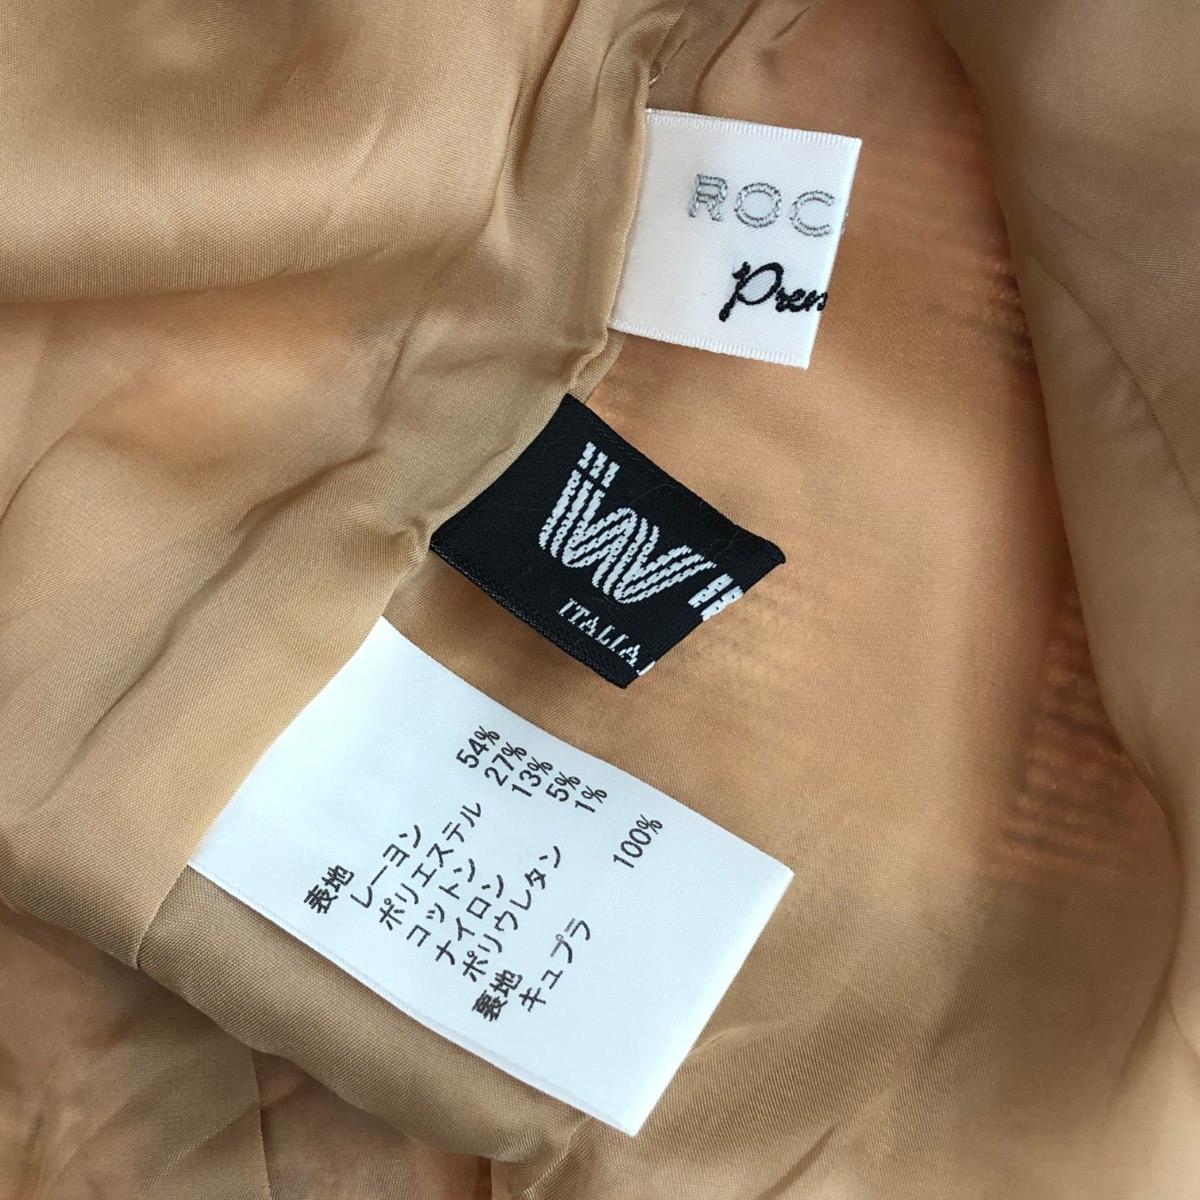 ROC
Prem
ITALIA
表地
レーヨン 54%
ポリエステル 27%
コットン 13%
ナイロン 5%
ポリウレタン 1%
裏地
キュプラ 100%